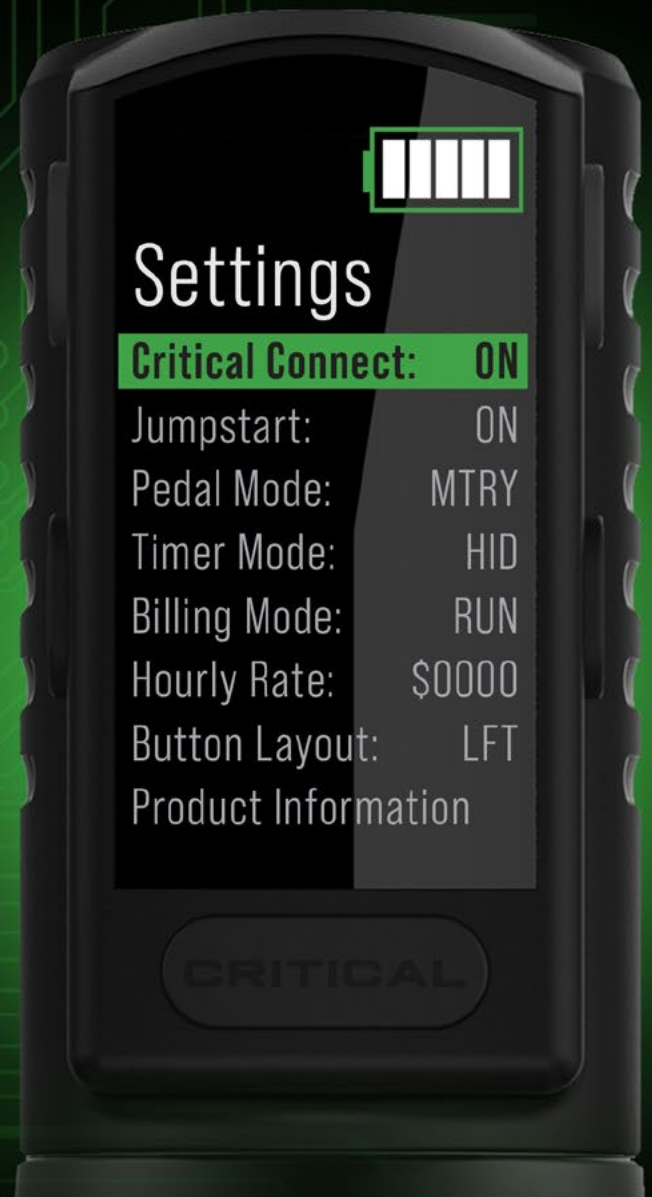 Settings
Critical Connect: ON
Jumpstart: ON
Pedal Mode: MTRY
Timer Mode: HID
Billing Mode: RUN
Hourly Rate: $0000
Button Layout: LFT
Product Information
CRITICAL